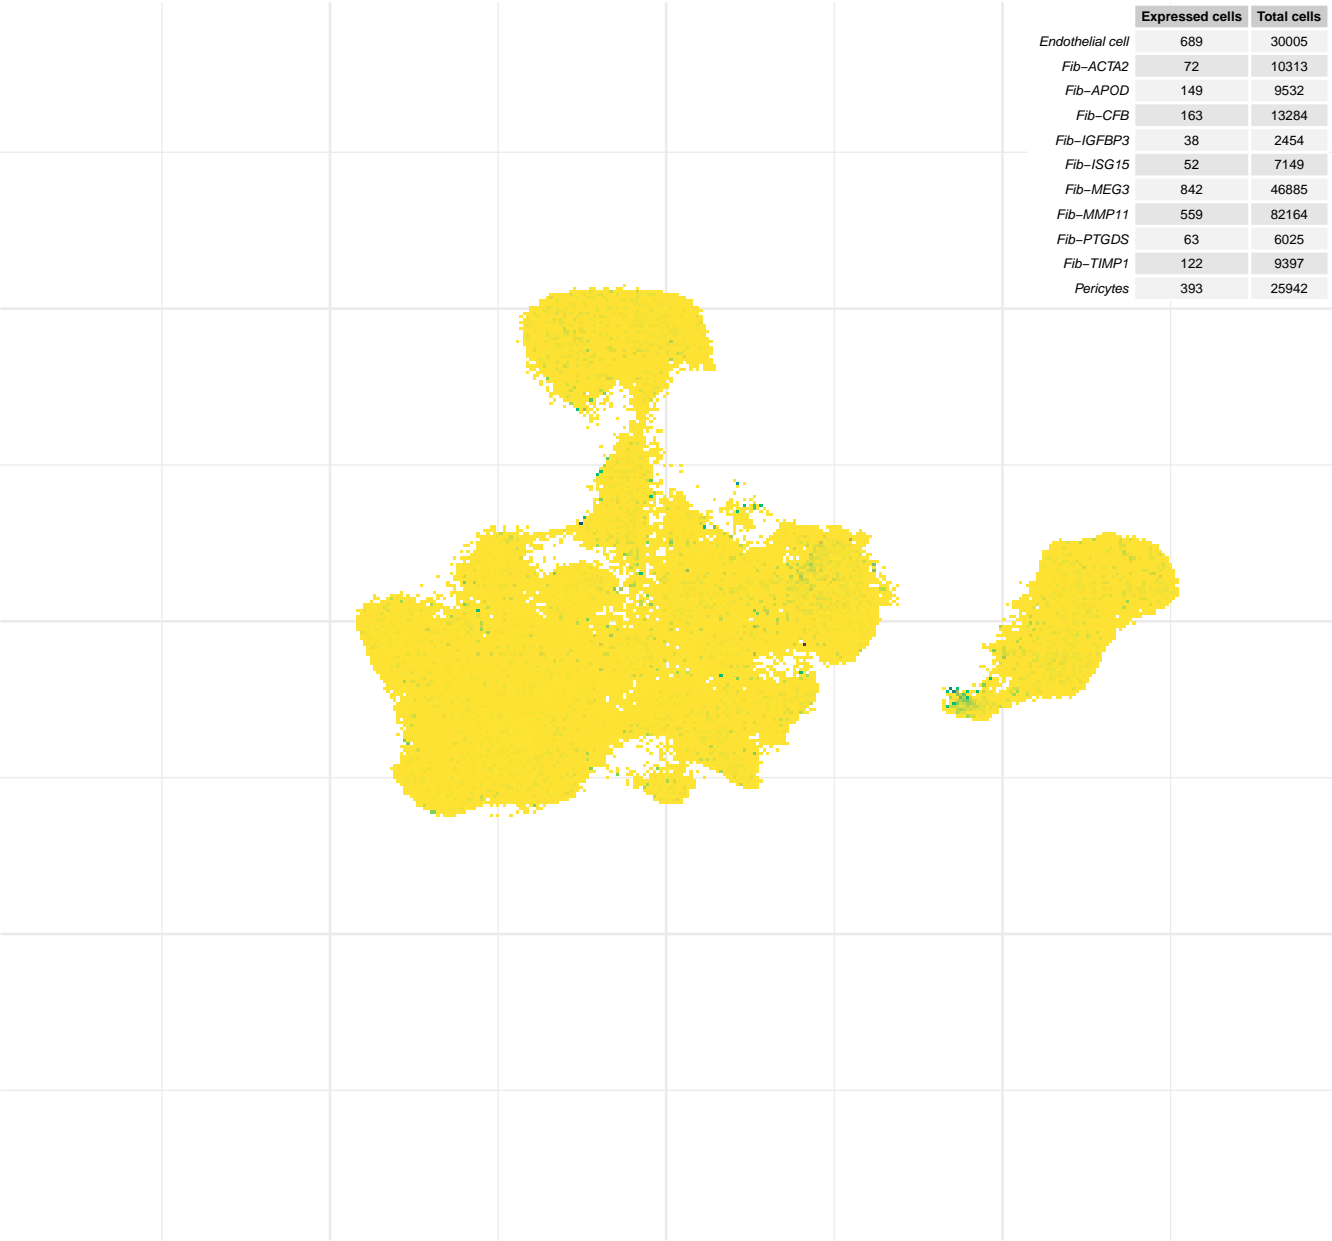 Expressed cells Total cells
Endothelial cell 689 30005
Fib−ACTA2 72 10313
Fib−APOD 149 9532
Fib−CFB 163 13284
Fib−IGFBP3 38 2454
Fib−ISG15 52 7149
Fib−MEG3 842 46885
Fib−MMP11 559 82164
Fib−PTGDS 63 6025
Fib−TIMP1 122 9397
Pericytes 393 25942